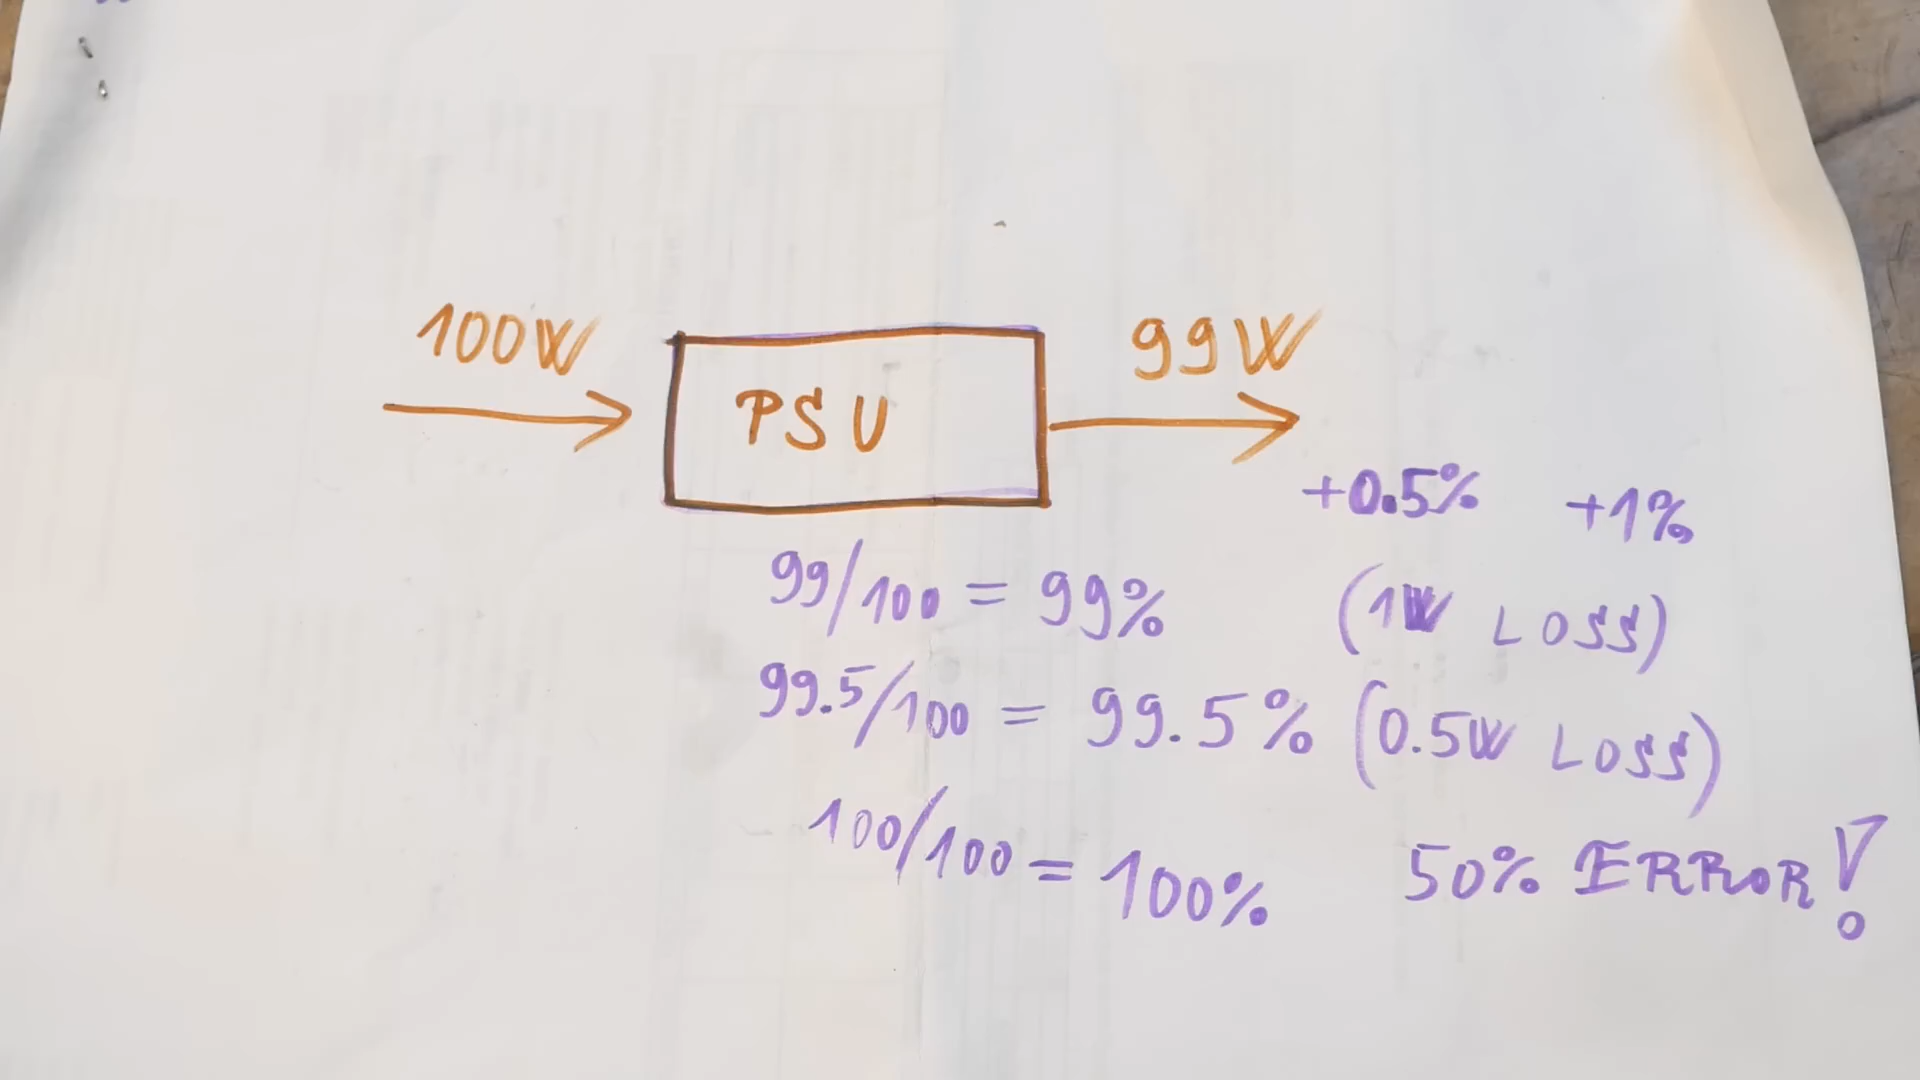 100W
PSU
99W
+0.5% +1%
99/100 = 99% (1W LOSS)
99.5/100 = 99.5% (0.5W LOSS)
100/100 = 100% 50% ERROR!